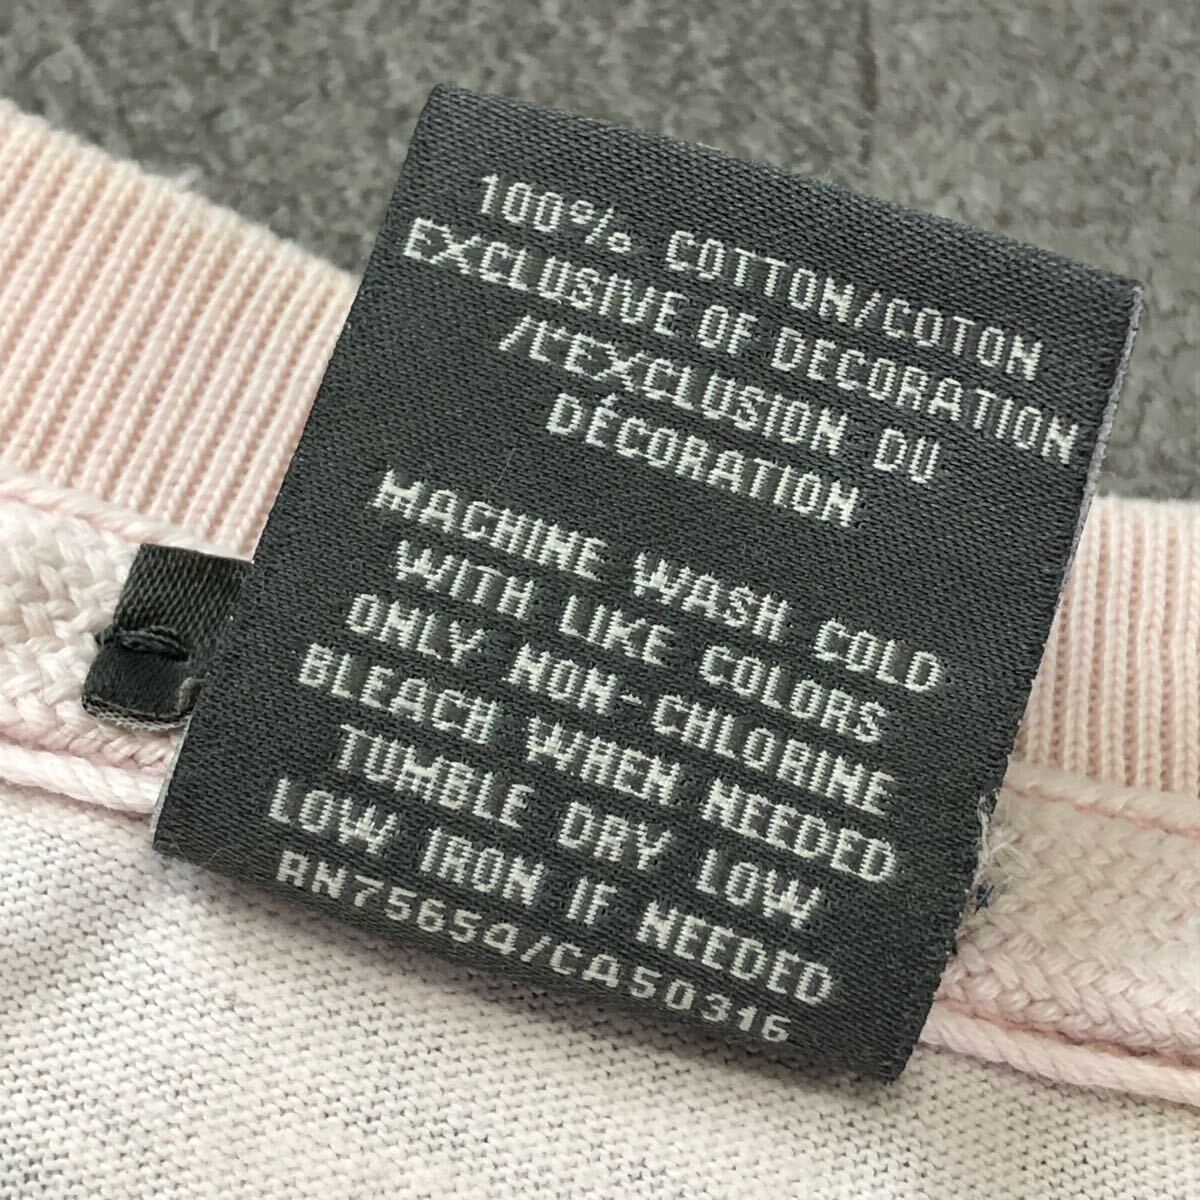 100% COTTON/COTON
EXCLUSIVE OF DECORATION
/L'EXCLUSION DU
DÉCORATION
MACHINE WASH COLD
WITH LIKE COLORS
ONLY NON-CHLORINE
BLEACH WHEN NEEDED
TUMBLE DRY LOW
LOW IRON IF NEEDED
RN75654/CA50316